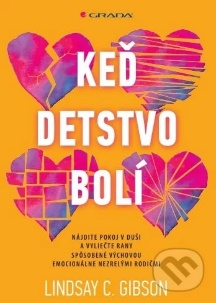 GRADA
KEĎ
DETSTVO
BOLÍ
NÁJDITE POKOJ V DUŠI
A VYLIEČTE RANY
SPÔSOBENÉ VÝCHOVOU
EMOCIONÁLNE NEZRELÝMI RODIČMI
LINDSAY C. GIBSON